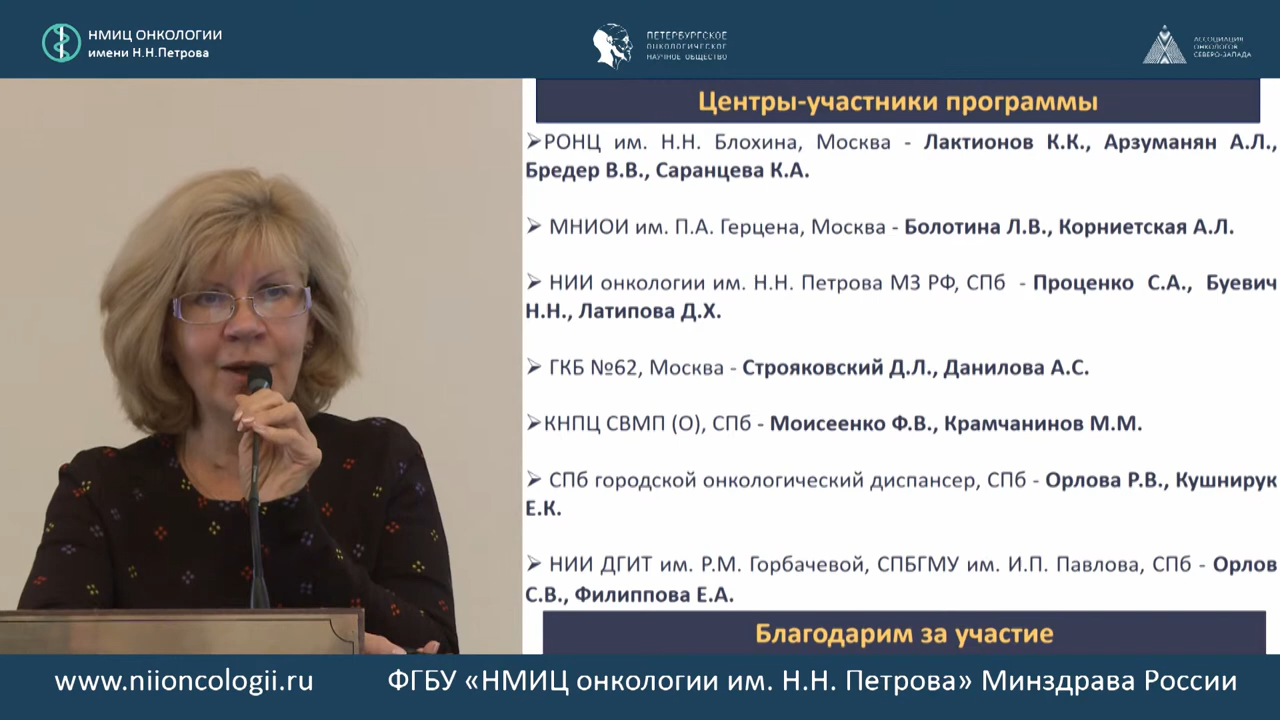 НМИЦ ОНКОЛОГИИ
имени Н.Н.Петрова
ПЕТЕРБУРГСКОЕ
ОНКОЛОГИЧЕСКОЕ
НАУЧНОЕ ОБЩЕСТВО
АССОЦИАЦИЯ
ОНКОЛОГОВ
СЕВЕРО-ЗАПАДА
Центры-участники программы
➢РОНЦ им. Н.Н. Блохина, Москва - Лактионов К.К., Арзуманян А.Л.,
Бредер В.В., Саранцева К.А.
➢ МНИОИ им. П.А. Герцена, Москва - Болотина Л.В., Корниетская А.Л.
➢ НИИ онкологии им. Н.Н. Петрова МЗ РФ, СПб - Проценко С.А., Буевич
Н.Н., Латипова Д.Х.
➢ ГКБ №62, Москва - Строяковский Д.Л., Данилова А.С.
➢КНПЦ СВМП (О), СПб - Моисеенко Ф.В., Крамчанинов М.М.
➢ СПб городской онкологический диспансер, СПб - Орлова Р.В., Кушнирук
Е.К.
➢ НИИ ДГИТ им. Р.М. Горбачевой, СПБГМУ им. И.П. Павлова, СПб - Орлов
С.В., Филиппова Е.А.
Благодарим за участие
www.niioncologii.ru
ФГБУ «НМИЦ онкологии им. Н.Н. Петрова» Минздрава России